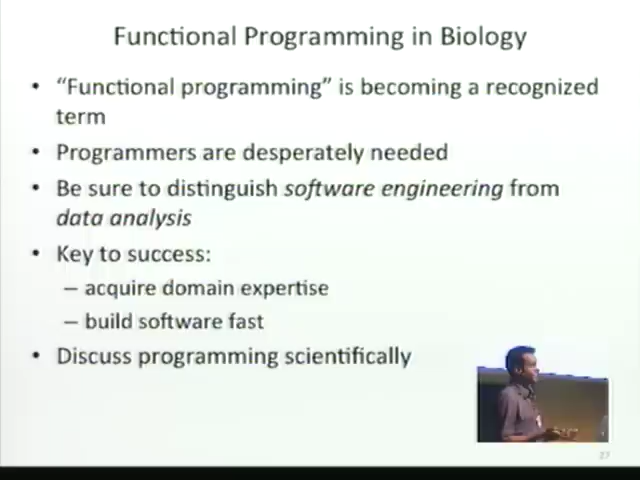 Functional Programming in Biology
• "Functional programming" is becoming a recognized
term
• Programmers are desperately needed
• Be sure to distinguish software engineering from
data analysis
• Key to success:
– acquire domain expertise
– build software fast
• Discuss programming scientifically
27